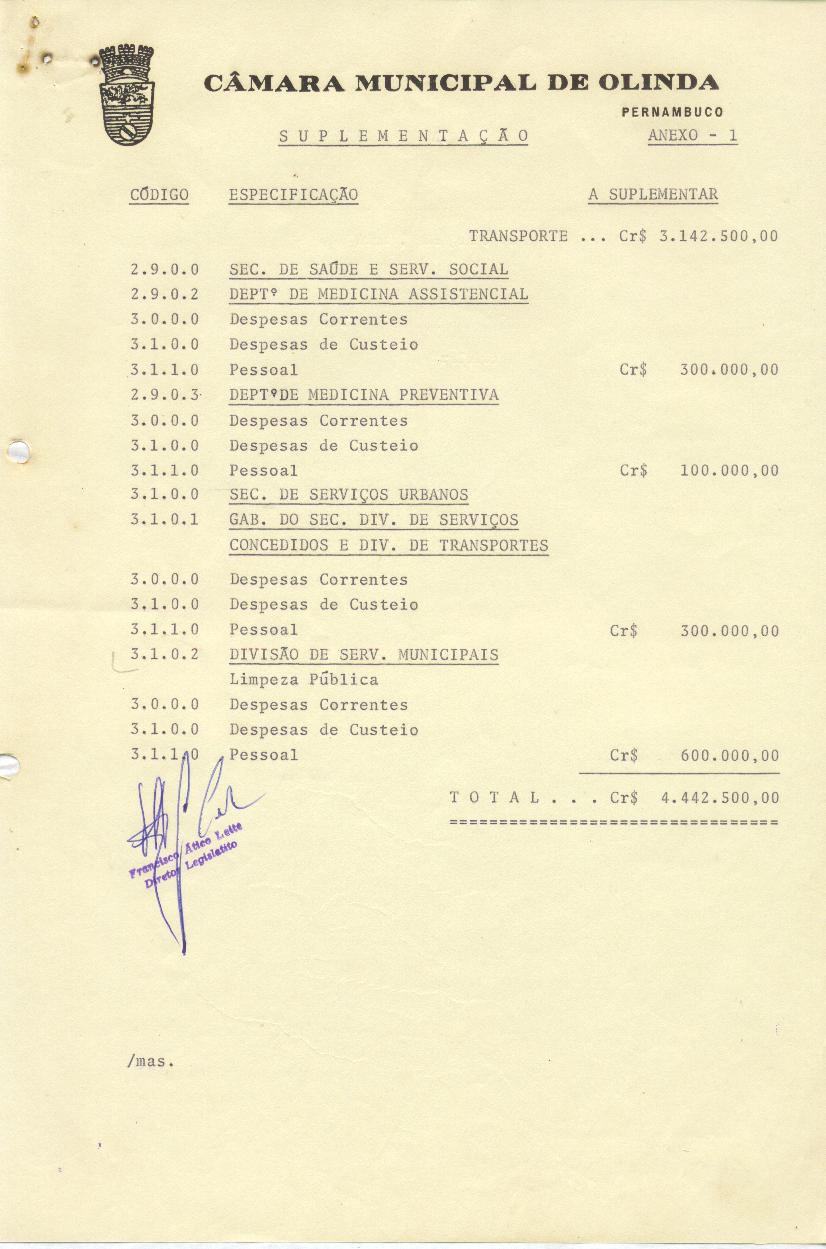 CÂMARA MUNICIPAL DE OLINDA
PERNAMBUCO
SUPLEMENTAÇÃO ANEXO - 1
CÓDIGO ESPECIFICAÇÃO A SUPLEMENTAR
TRANSPORTE ... Cr$ 3.142.500,00
2.9.0.0 SEC. DE SAÚDE E SERV. SOCIAL
2.9.0.2 DEPTº DE MEDICINA ASSISTENCIAL
3.0.0.0 Despesas Correntes
3.1.0.0 Despesas de Custeio
3.1.1.0 Pessoal Cr$ 300.000,00
2.9.0.3 DEPTºDE MEDICINA PREVENTIVA
3.0.0.0 Despesas Correntes
3.1.0.0 Despesas de Custeio
3.1.1.0 Pessoal Cr$ 100.000,00
3.1.0.0 SEC. DE SERVIÇOS URBANOS
3.1.0.1 GAB. DO SEC. DIV. DE SERVIÇOS
CONCEDIDOS E DIV. DE TRANSPORTES
3.0.0.0 Despesas Correntes
3.1.0.0 Despesas de Custeio
3.1.1.0 Pessoal Cr$ 300.000,00
3.1.0.2 DIVISÃO DE SERV. MUNICIPAIS
Limpeza Pública
3.0.0.0 Despesas Correntes
3.1.0.0 Despesas de Custeio
3.1.1.0 Pessoal Cr$ 600.000,00
TOTAL... Cr$ 4.442.500,00
Francisco Ático Leite
Diretor Legislatito
/mas.